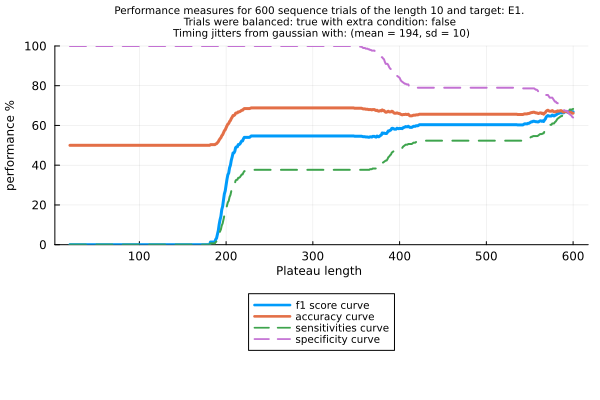 Performance measures for 600 sequence trials of the length 10 and target: E1.
Trials were balanced: true with extra condition: false
Timing jitters from gaussian with: (mean = 194, sd = 10)
performance %
100
80
60
40
20
0
100
200
300
400
500
600
Plateau length
f1 score curve
accuracy curve
sensitivities curve
specificity curve